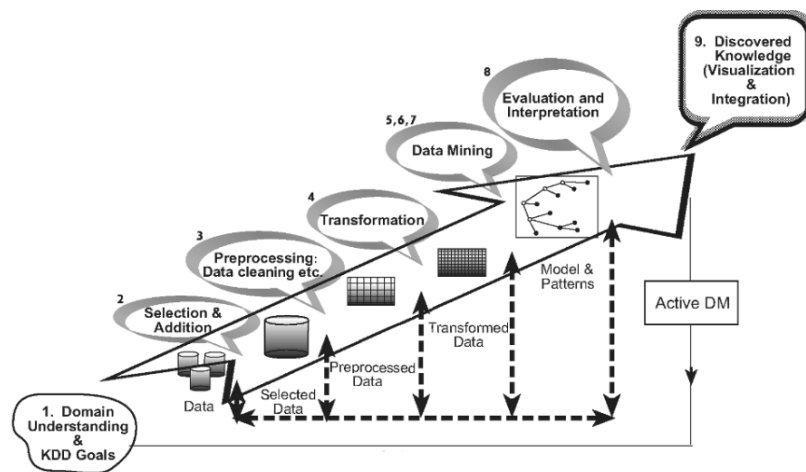 9. Discovered
Knowledge
(Visualization
&
Integration)
8
Evaluation and
Interpretation
5,6,7
Data Mining
4
Transformation
3
Preprocessing:
Data cleaning etc.
2
Selection &
Addition
Model &
Patterns
Active DM
Transformed
Data
Preprocessed
Data
Selected
Data
Data
1. Domain
Understanding
&
KDD Goals